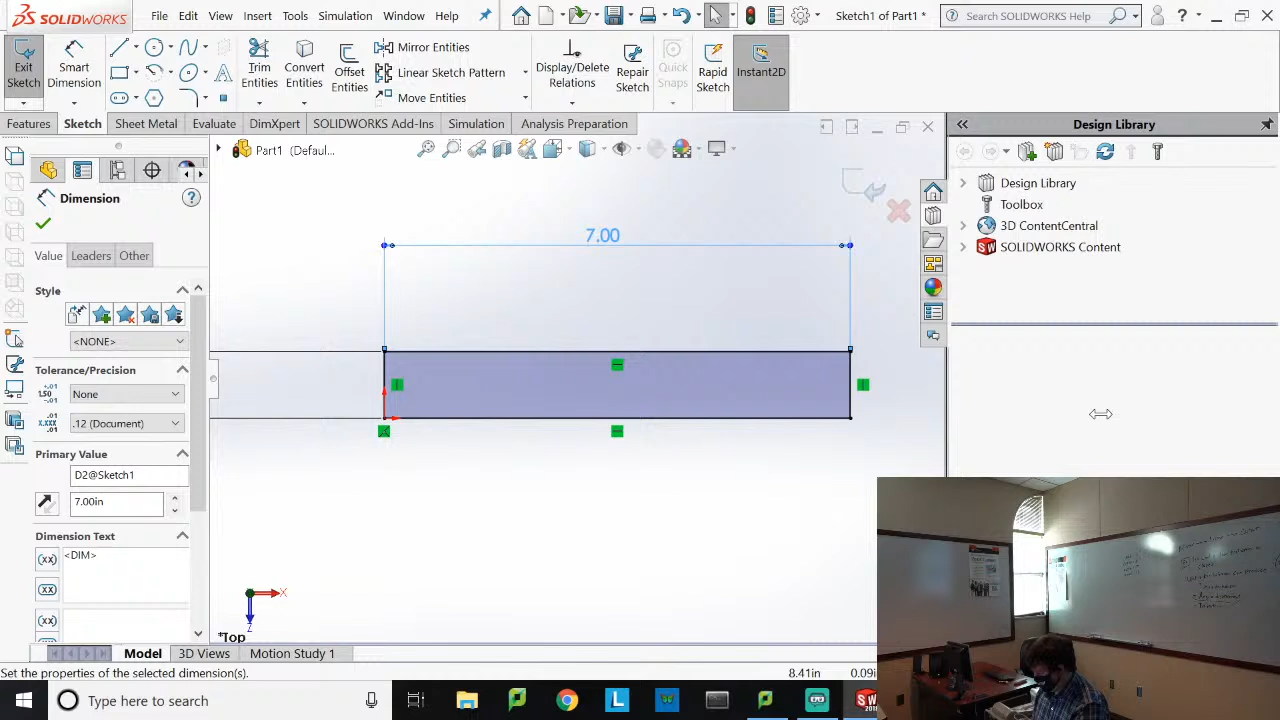 SOLIDWORKS File Edit View Insert Tools Simulation Window Help Sketch1 of Part1 * Search SOLIDWORKS Help ?
Exit Sketch
Smart Dimension
Trim Entities
Convert Entities
Offset Entities
Mirror Entities
Linear Sketch Pattern
Move Entities
Display/Delete Relations
Repair Sketch
Quick Snaps
Rapid Sketch
Instant2D
Features Sketch Sheet Metal Evaluate DimXpert SOLIDWORKS Add-Ins Simulation Analysis Preparation
Design Library
Part1 (Defaul...
Design Library
Toolbox
3D ContentCentral
SOLIDWORKS Content
Dimension
Value Leaders Other
Style
<NONE>
Tolerance/Precision
None
.12 (Document)
Primary Value
D2@Sketch1
7.00in
Dimension Text
<DIM>
(xx)
(xx)
(xx)
7.00
X
Z
*Top
Model 3D Views Motion Study 1
Set the properties of the selected dimension(s). 8.41in 0.09in
Type here to search